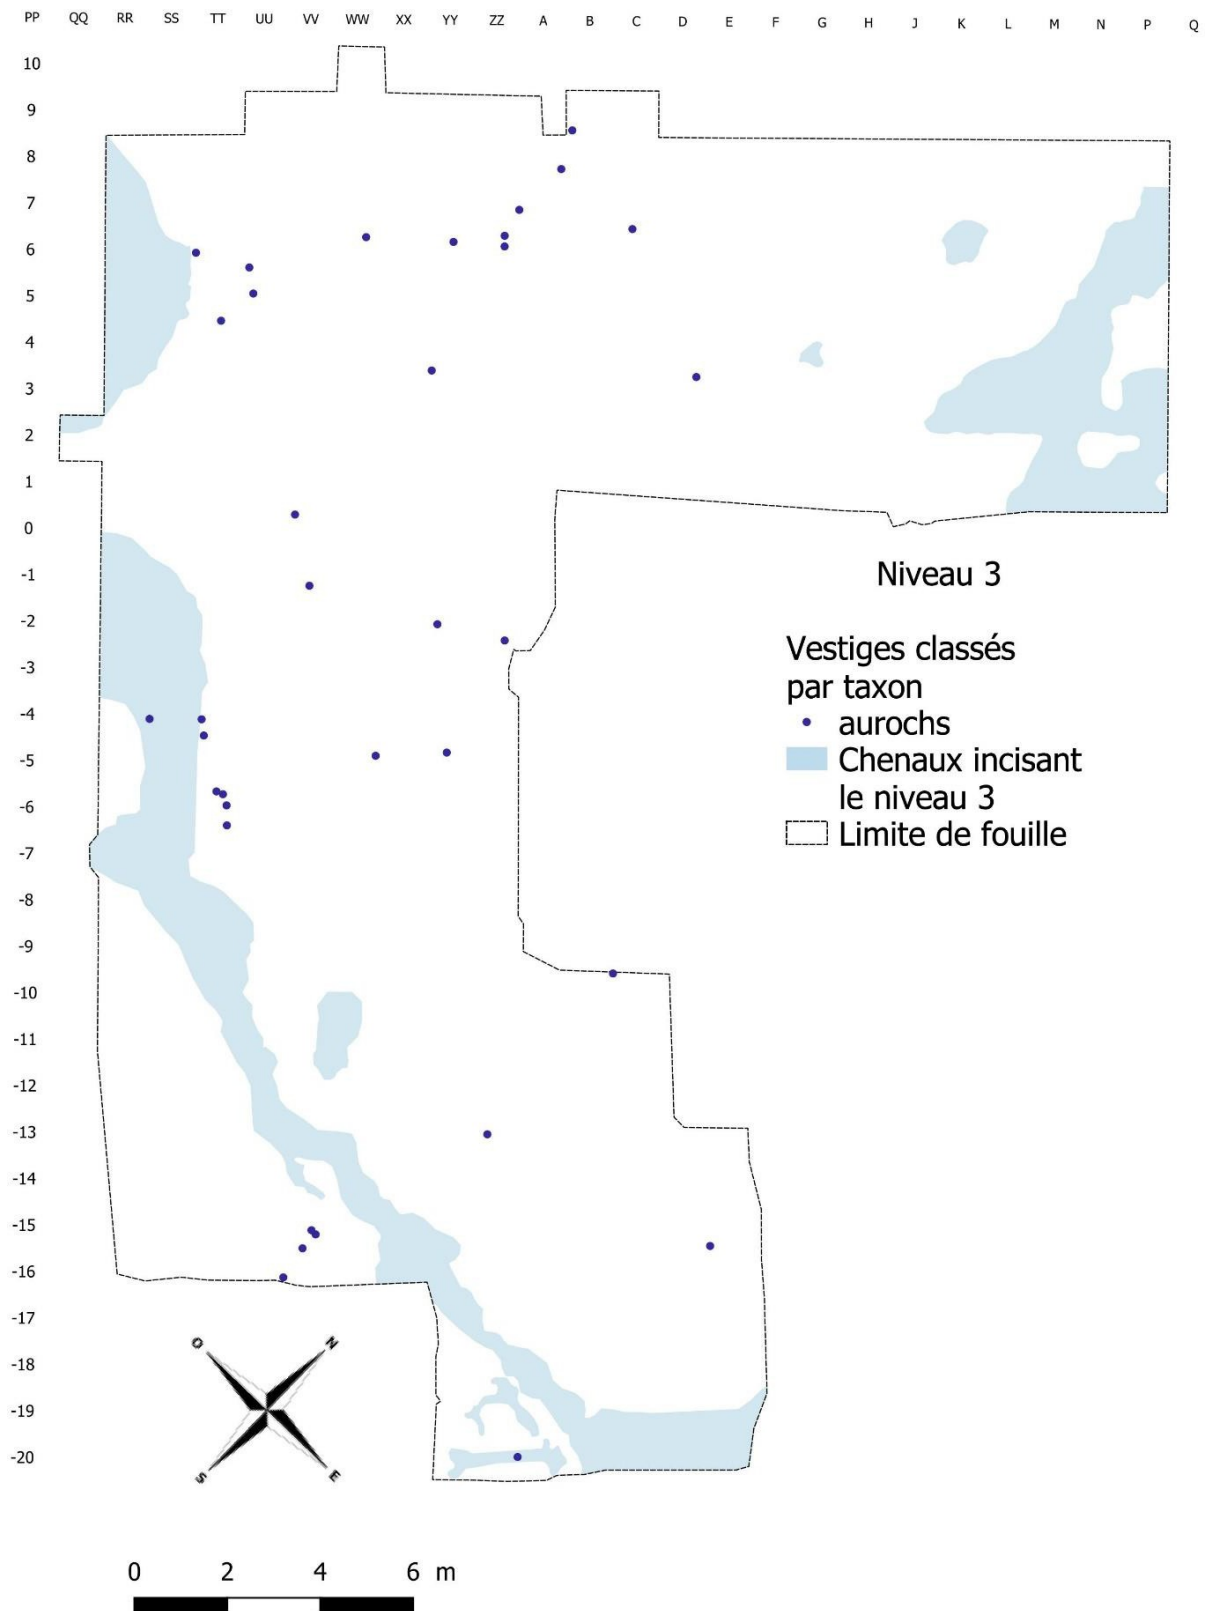 PP QQ RR SS TT UU VV WW XX YY ZZ A B C D E F G H J K L M N P Q
10
9
8
7
6
5
4
3
2
1
0
-1
-2
-3
-4
-5
-6
-7
-8
-9
-10
-11
-12
-13
-14
-15
-16
-17
-18
-19
-20
Niveau 3
Vestiges classés
par taxon
aurochs
Chenaux incisant
le niveau 3
Limite de fouille
O N
S E
0 2 4 6 m